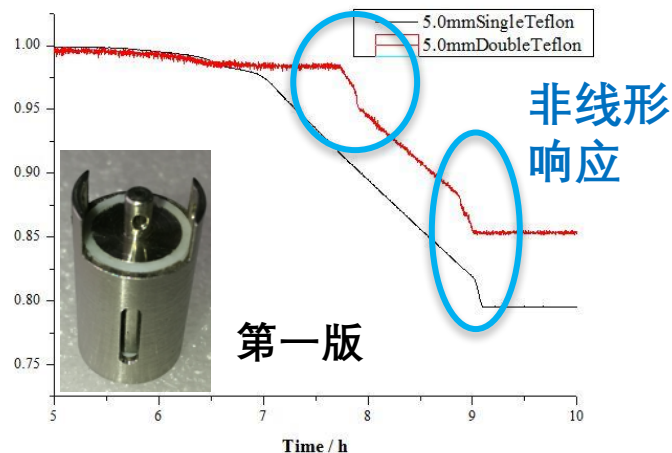 5.0mmSingleTeflon
5.0mmDoubleTeflon
1.00
0.95
0.90
0.85
0.80
0.75
非线形
响应
第一版
5
6
7
8
9
10
Time / h